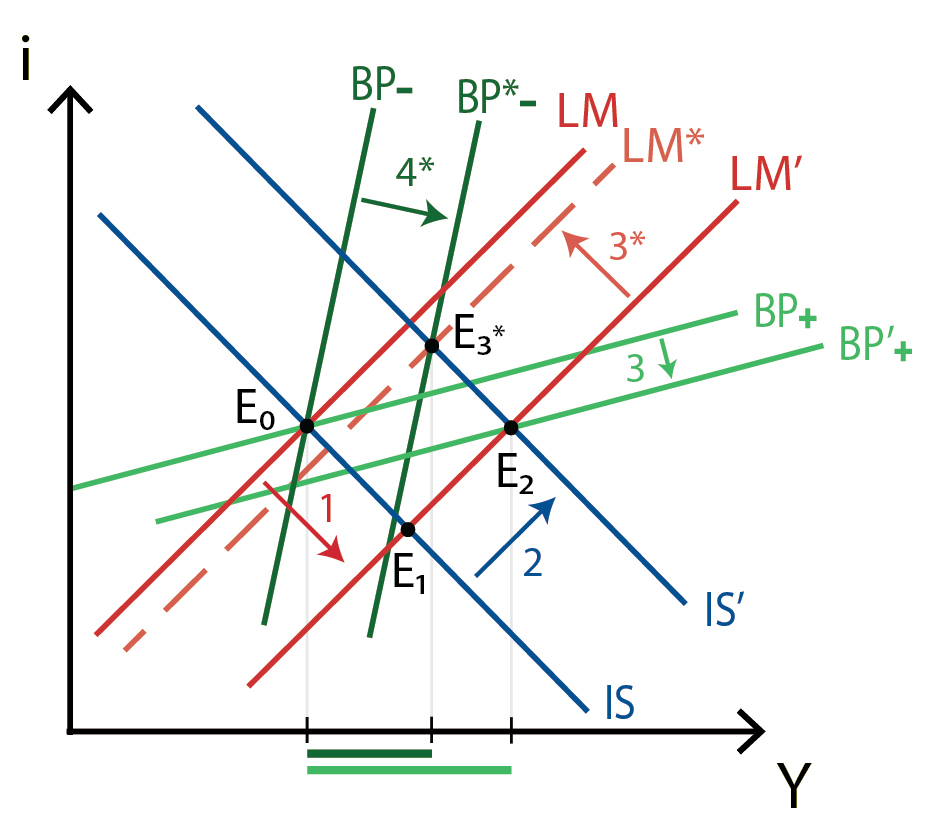 i
BP-
BP*-
LM
LM*
LM′
4*
3*
BP+
BP′+
3
E3*
E0
E2
1
E1
2
IS′
IS
Y